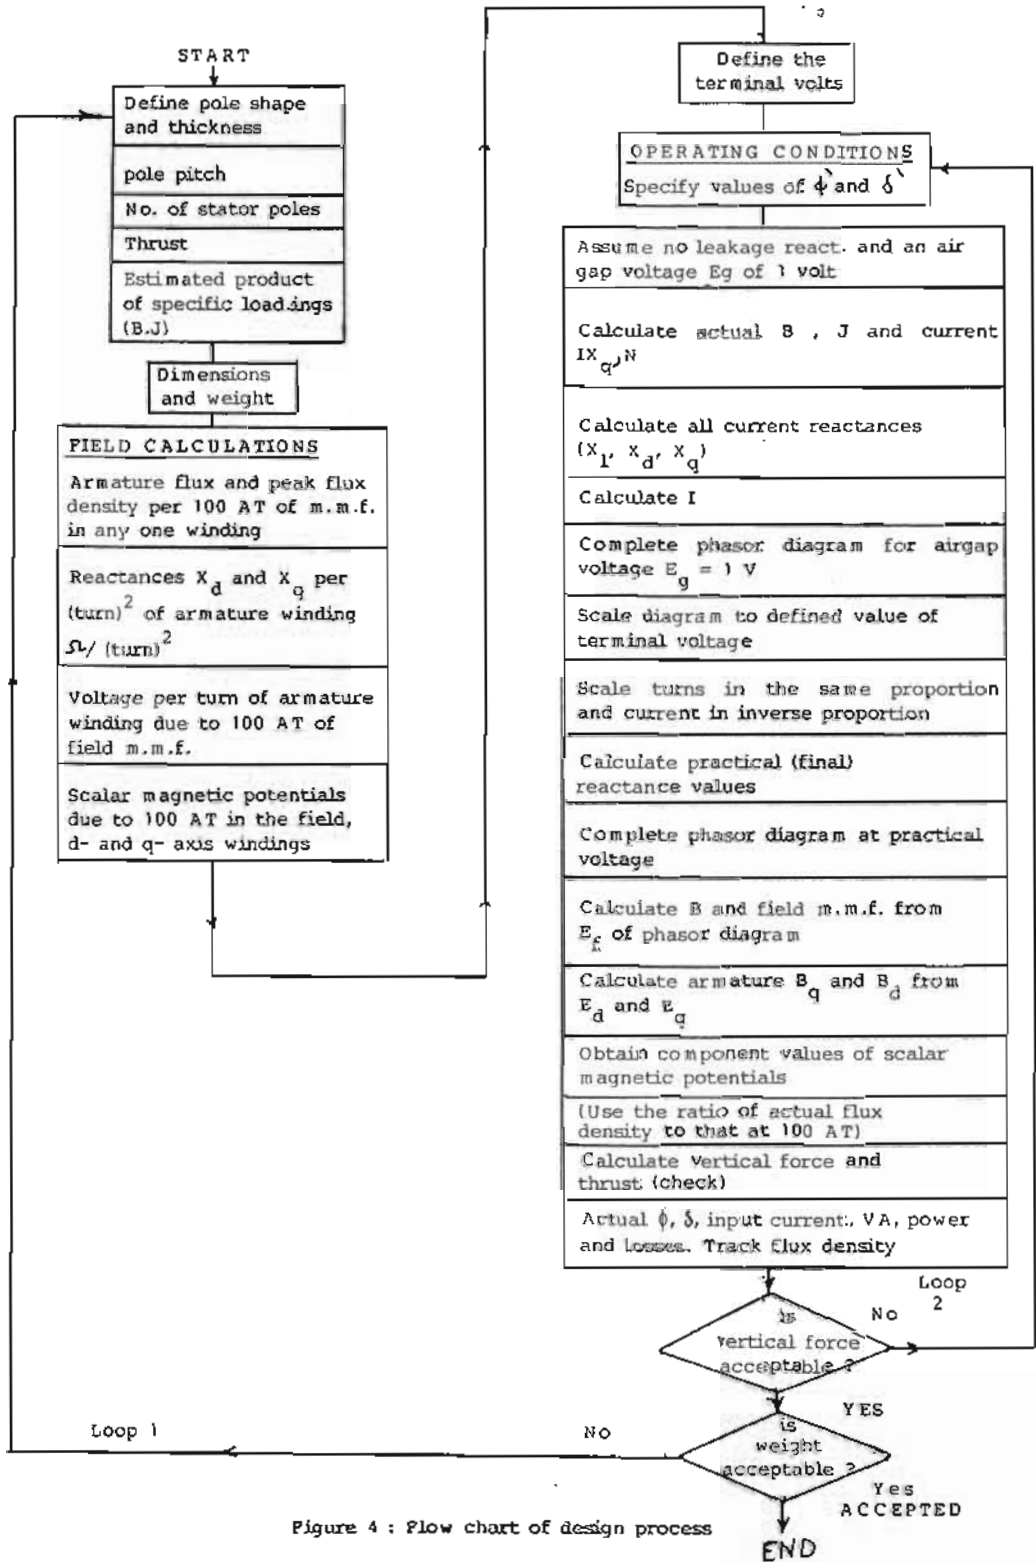 START
Define pole shape
and thickness
pole pitch
No. of stator poles
Thrust
Estimated product
of specific loadings
(B.J)
Dimensions
and weight
FIELD CALCULATIONS
Armature flux and peak flux
density per 100 AT of m.m.f.
in any one winding
Reactances X_d and X_q per
(turn)² of armature winding
Ω/ (turn)²
Voltage per turn of armature
winding due to 100 AT of
field m.m.f.
Scalar magnetic potentials
due to 100 AT in the field,
d- and q- axis windings
Define the
terminal volts
OPERATING CONDITIONS
Specify values of ϕ` and δ`
Assume no leakage react. and an air
gap voltage Eg of 1 volt
Calculate actual B , J and current
IX_q,N
Calculate all current reactances
(X_l, X_d, X_q)
Calculate I
Complete phasor diagram for airgap
voltage E_g = 1 V
Scale diagram to defined value of
terminal voltage
Scale turns in the same proportion
and current in inverse proportion
Calculate practical (final)
reactance values
Complete phasor diagram at practical
voltage
Calculate B and field m.m.f. from
E_f of phasor diagram
Calculate armature B_q and B_d from
E_d and E_q
Obtain component values of scalar
magnetic potentials
(Use the ratio of actual flux
density to that at 100 AT)
Calculate vertical force and
thrust (check)
Actual ϕ, δ, input current, VA, power
and losses. Track flux density
Loop
2
No
is
vertical force
acceptable ?
YES
is
weight
acceptable ?
No
Loop 1
Yes
ACCEPTED
END
Figure 4 : Flow chart of design process